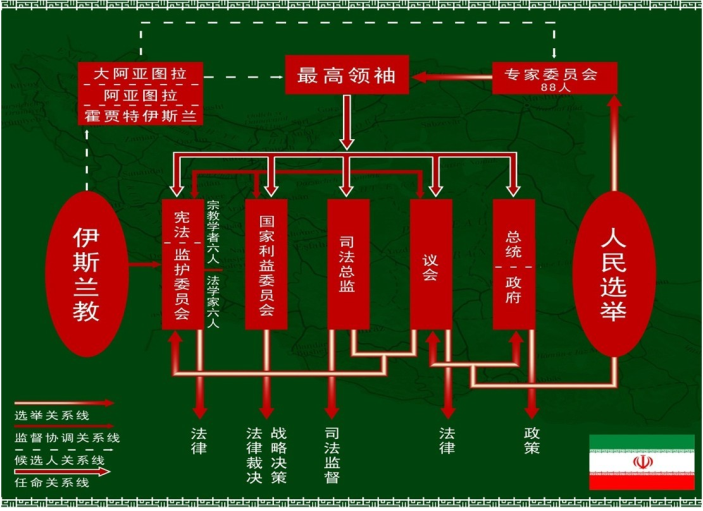 大阿亚图拉
阿亚图拉
霍贾特伊斯兰
最高领袖
专家委员会
88人
伊斯兰教
宪法
监护委员会
宗教学者六人
法学家六人
国家利益委员会
司法总监
议会
总统
政府
人民选举
法律
法律裁决
战略决策
司法监督
法律
政策
选举关系线
监督协调关系线
候选人关系线
任命关系线